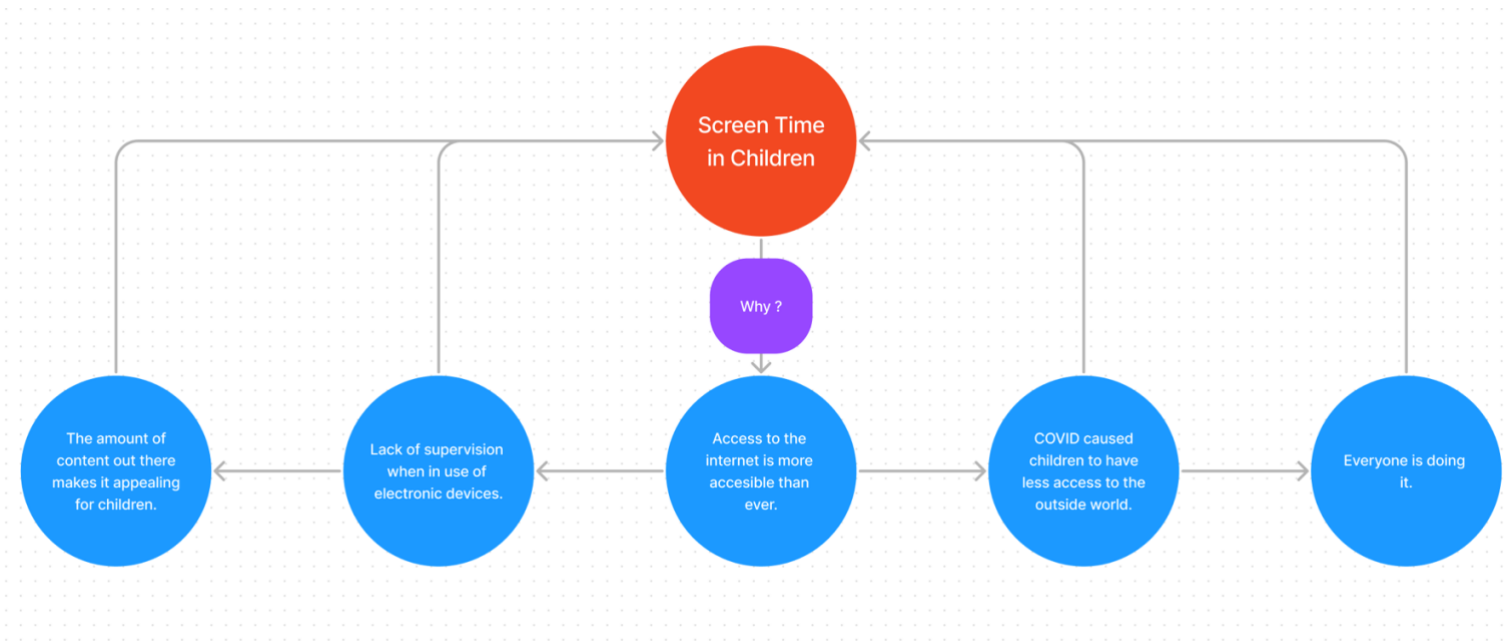 Screen Time
in Children
Why ?
The amount of
content out there
makes it appealing
for children.
Lack of supervision
when in use of
electronic devices.
Access to the
internet is more
accesible than
ever.
COVID caused
children to have
less access to the
outside world.
Everyone is doing
it.